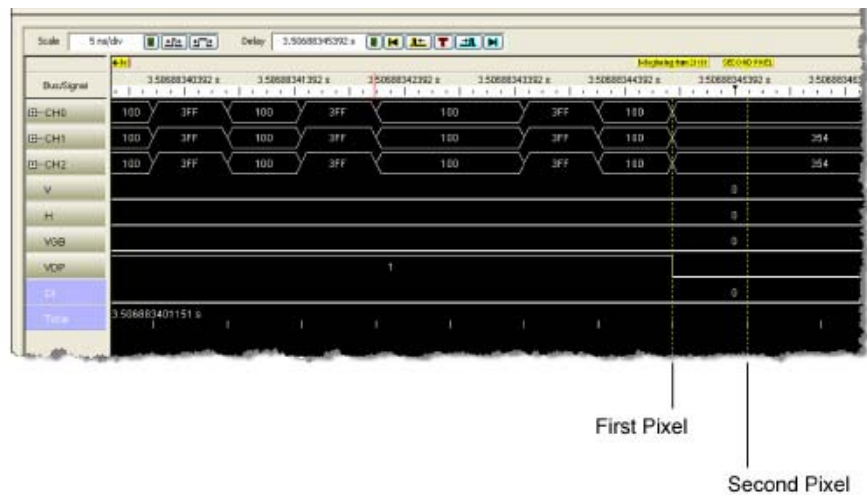 Scale 5 ns/div Delay 3.50688345392 s
SECOND PIXEL
Bus/Signal 3.50688340392 s 3.50688341392 s 3.50688342392 s 3.50688343392 s 3.50688344392 s 3.50688345392 s
CH0 100 3FF 100 3FF 100 3FF 100
CH1 100 3FF 100 3FF 100 3FF 100 354
CH2 100 3FF 100 3FF 100 3FF 100 354
V 0
H 0
VGB 0
VDP 1
0
Time 3.506883401151 s
First Pixel
Second Pixel